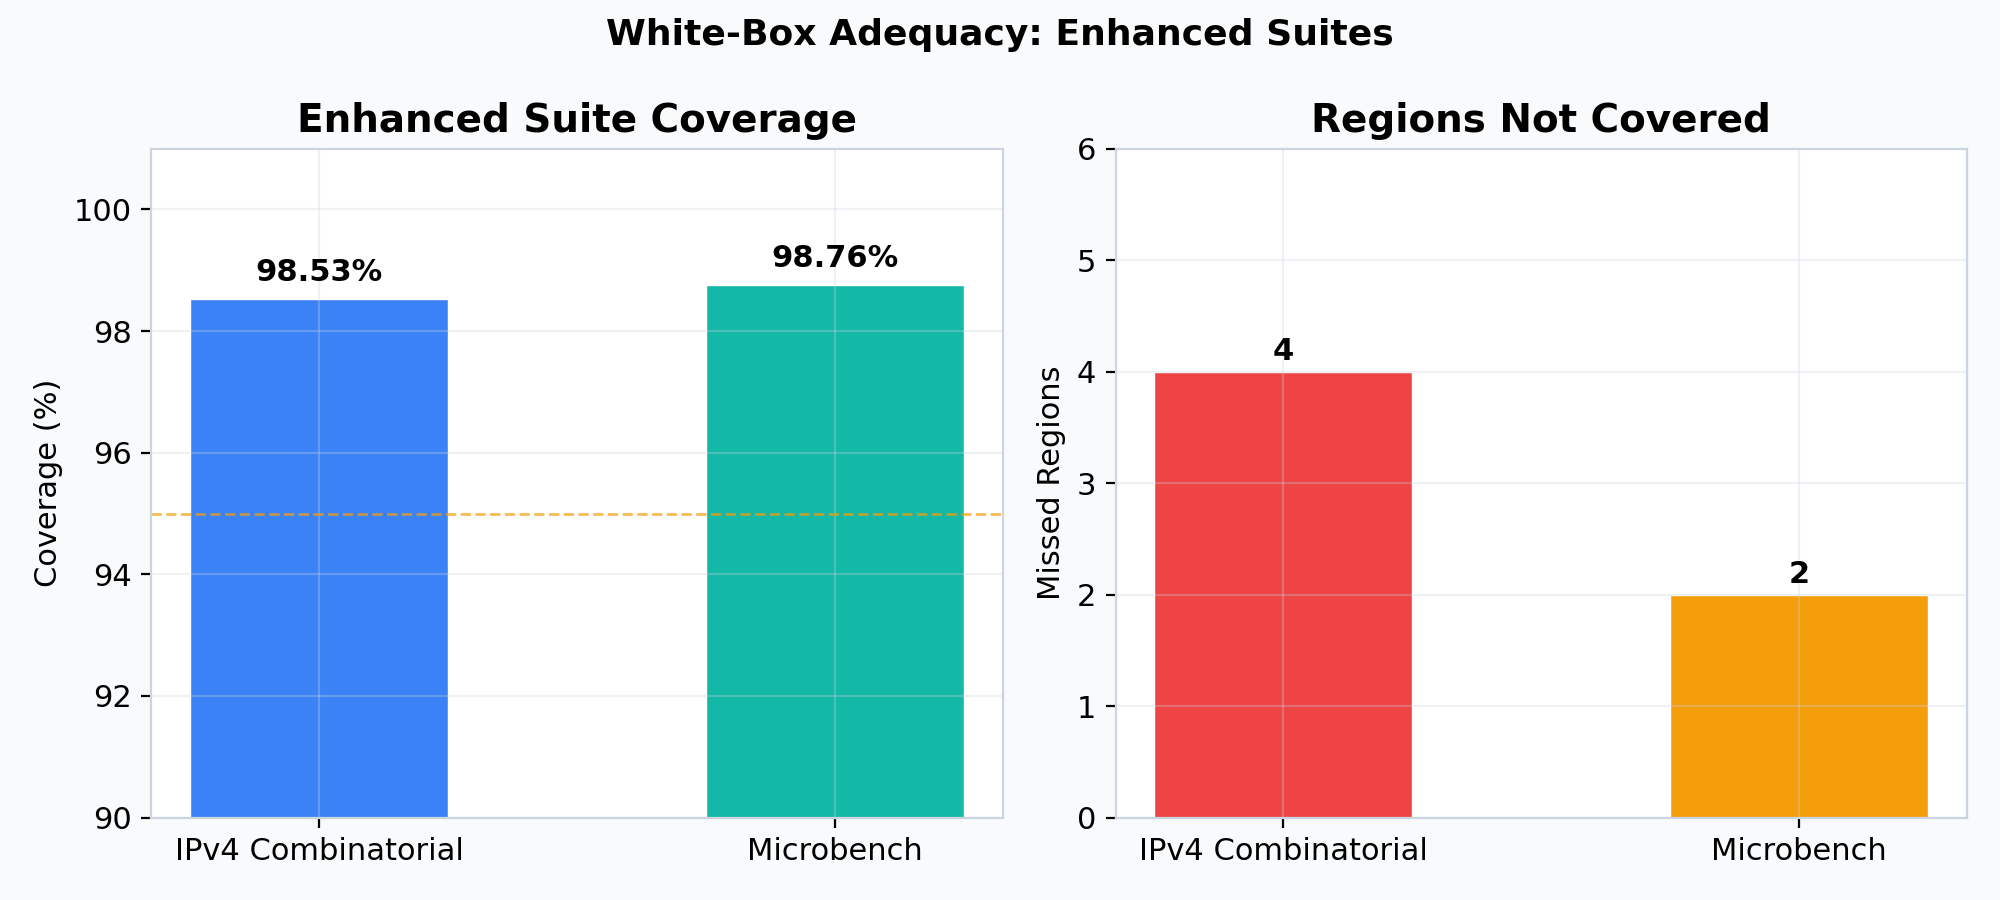 White-Box Adequacy: Enhanced Suites
Enhanced Suite Coverage
Coverage (%)
100
98
96
94
92
90
98.53%
98.76%
IPv4 Combinatorial
Microbench
Regions Not Covered
Missed Regions
6
5
4
3
2
1
0
4
2
IPv4 Combinatorial
Microbench